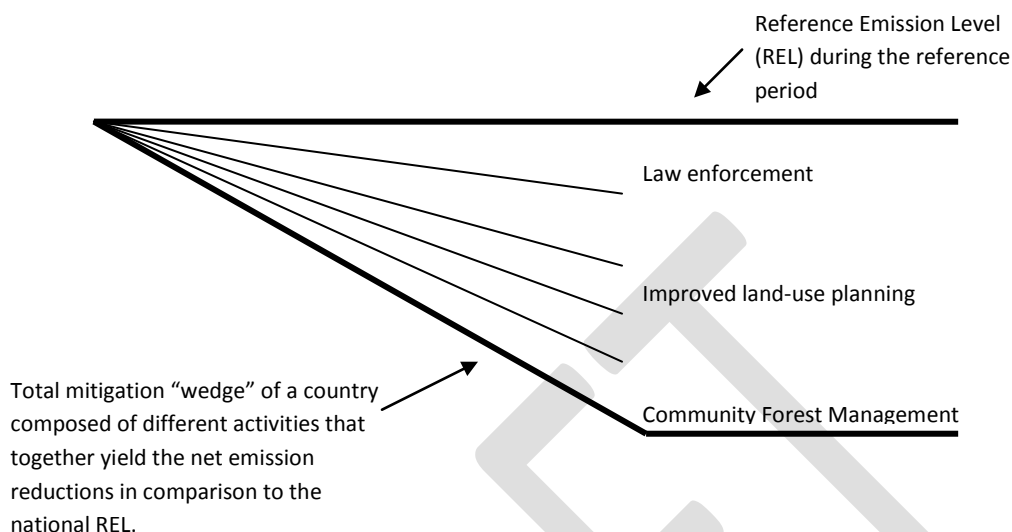 Reference Emission Level
(REL) during the reference
period
Law enforcement
Improved land-use planning
Community Forest Management
Total mitigation “wedge” of a country
composed of different activities that
together yield the net emission
reductions in comparison to the
national REL.